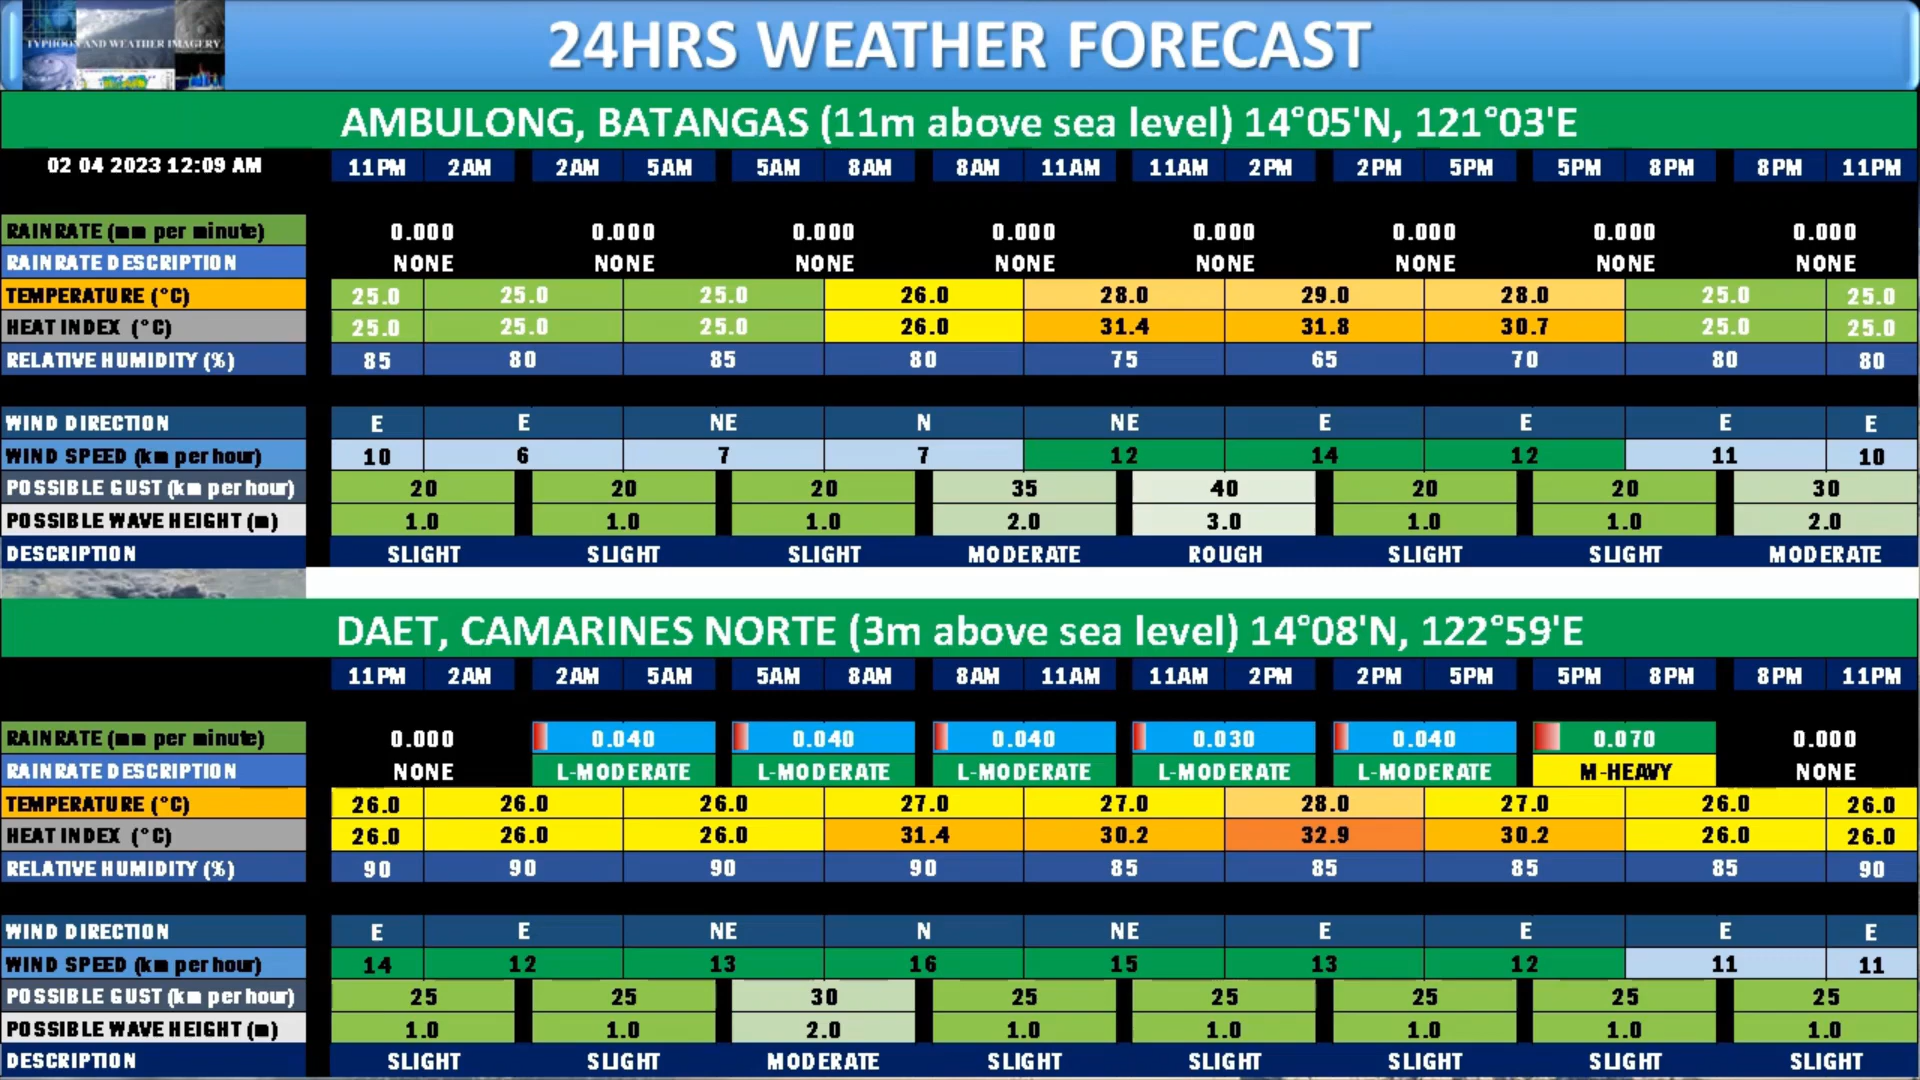 TYPHOON AND WEATHER IMAGERY
24HRS WEATHER FORECAST
AMBULONG, BATANGAS (11m above sea level) 14°05'N, 121°03'E
02 04 2023 12:09 AM 11PM 2AM 2AM 5AM 5AM 8AM 8AM 11AM 11AM 2PM 2PM 5PM 5PM 8PM 8PM 11PM
RAINRATE (mm per minute) 0.000 0.000 0.000 0.000 0.000 0.000 0.000 0.000
RAINRATE DESCRIPTION NONE NONE NONE NONE NONE NONE NONE NONE
TEMPERATURE (°C) 25.0 25.0 25.0 26.0 28.0 29.0 28.0 25.0 25.0
HEAT INDEX (°C) 25.0 25.0 25.0 26.0 31.4 31.8 30.7 25.0 25.0
RELATIVE HUMIDITY (%) 85 80 85 80 75 65 70 80 80
WIND DIRECTION E E NE N NE E E E E
WIND SPEED (km per hour) 10 6 7 7 12 14 12 11 10
POSSIBLE GUST (km per hour) 20 20 20 35 40 20 20 30
POSSIBLE WAVE HEIGHT (m) 1.0 1.0 1.0 2.0 3.0 1.0 1.0 2.0
DESCRIPTION SLIGHT SLIGHT SLIGHT MODERATE ROUGH SLIGHT SLIGHT MODERATE
DAET, CAMARINES NORTE (3m above sea level) 14°08'N, 122°59'E
11PM 2AM 2AM 5AM 5AM 8AM 8AM 11AM 11AM 2PM 2PM 5PM 5PM 8PM 8PM 11PM
RAINRATE (mm per minute) 0.000 0.040 0.040 0.040 0.030 0.040 0.070 0.000
RAINRATE DESCRIPTION NONE L-MODERATE L-MODERATE L-MODERATE L-MODERATE L-MODERATE M-HEAVY NONE
TEMPERATURE (°C) 26.0 26.0 26.0 27.0 27.0 28.0 27.0 26.0 26.0
HEAT INDEX (°C) 26.0 26.0 26.0 31.4 30.2 32.9 30.2 26.0 26.0
RELATIVE HUMIDITY (%) 90 90 90 90 85 85 85 85 90
WIND DIRECTION E E NE N NE E E E E
WIND SPEED (km per hour) 14 12 13 16 15 13 12 11 11
POSSIBLE GUST (km per hour) 25 25 30 25 25 25 25 25
POSSIBLE WAVE HEIGHT (m) 1.0 1.0 2.0 1.0 1.0 1.0 1.0 1.0
DESCRIPTION SLIGHT SLIGHT MODERATE SLIGHT SLIGHT SLIGHT SLIGHT SLIGHT